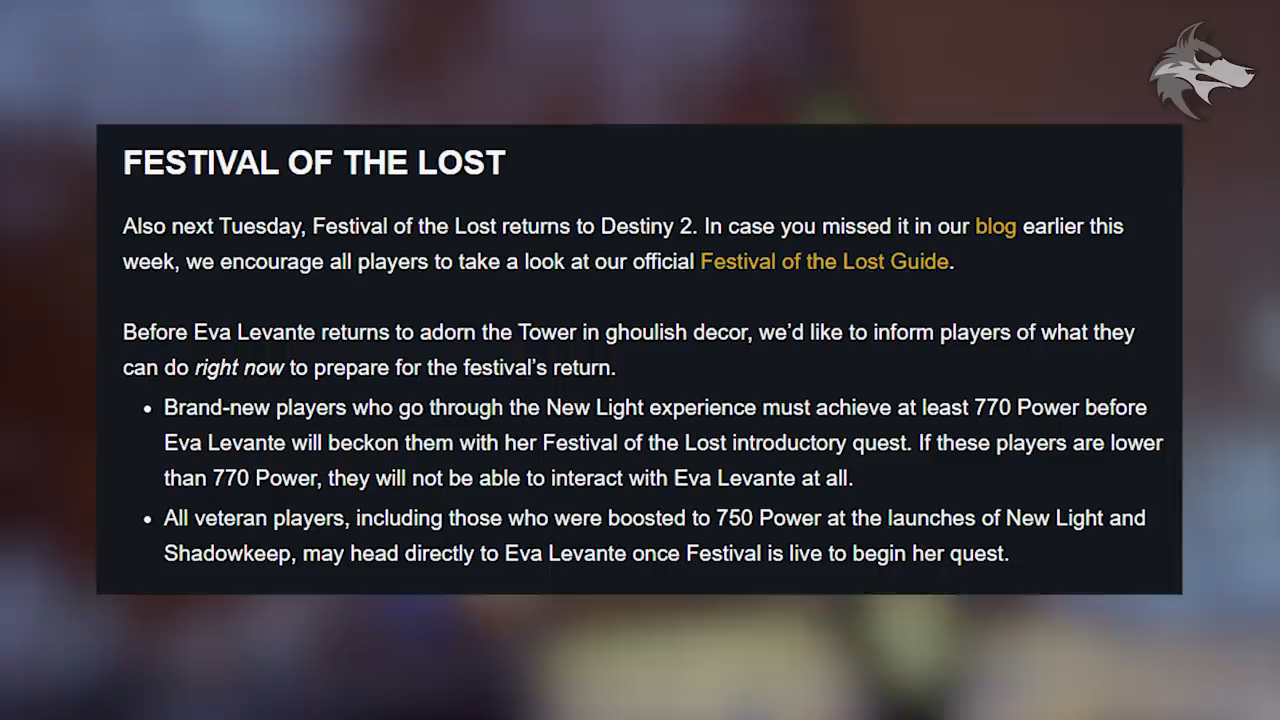 FESTIVAL OF THE LOST
Also next Tuesday, Festival of the Lost returns to Destiny 2. In case you missed it in our blog earlier this
week, we encourage all players to take a look at our official Festival of the Lost Guide.
Before Eva Levante returns to adorn the Tower in ghoulish decor, we’d like to inform players of what they
can do right now to prepare for the festival’s return.
• Brand-new players who go through the New Light experience must achieve at least 770 Power before
Eva Levante will beckon them with her Festival of the Lost introductory quest. If these players are lower
than 770 Power, they will not be able to interact with Eva Levante at all.
• All veteran players, including those who were boosted to 750 Power at the launches of New Light and
Shadowkeep, may head directly to Eva Levante once Festival is live to begin her quest.